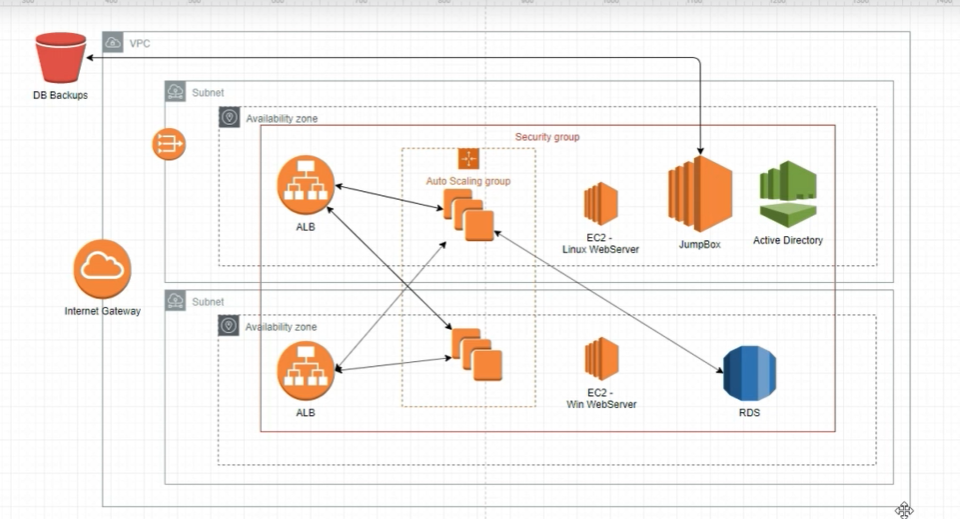 VPC
DB Backups
Subnet
Availability zone
Security group
Auto Scaling group
ALB
EC2 -
Linux WebServer
JumpBox
Active Directory
Internet Gateway
Subnet
Availability zone
ALB
EC2 -
Win WebServer
RDS